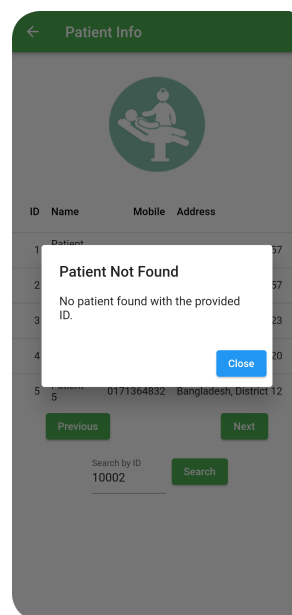 Patient Info
ID Name Mobile Address
Patient
1 57
2 57
3 23
4 20
Patient Not Found
No patient found with the provided
ID.
Close
5 0171364832 Bangladesh, District 12
5
Previous Next
Search by ID
10002
Search